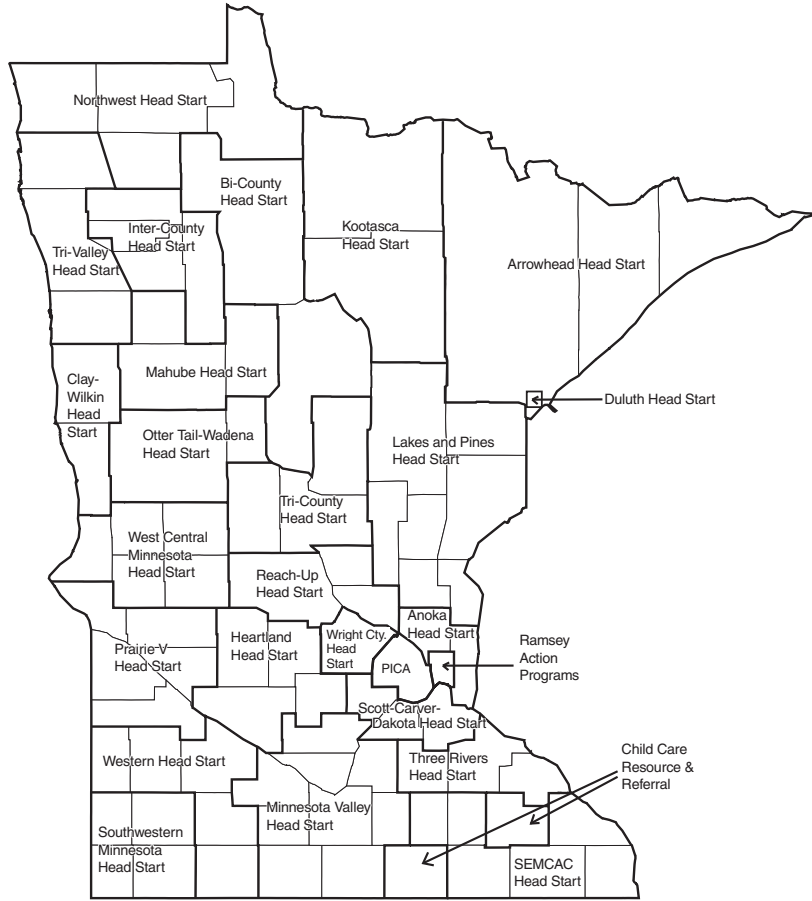 Northwest Head Start
Bi-County
Head Start
Inter-County
Head Start
Kootasca
Head Start
Tri-Valley
Head Start
Arrowhead Head Start
Mahube Head Start
Clay-
Wilkin
Head
Start
Duluth Head Start
Otter Tail-Wadena
Head Start
Lakes and Pines
Head Start
Tri-County
Head Start
West Central
Minnesota
Head Start
Reach-Up
Head Start
Anoka
Head Start
Prairie V
Head Start
Heartland
Head Start
Wright Cty.
Head
Start
PICA
Ramsey
Action
Programs
Scott-Carver-
Dakota Head Start
Western Head Start
Three Rivers
Head Start
Child Care
Resource &
Referral
Minnesota Valley
Head Start
Southwestern
Minnesota
Head Start
SEMCAC
Head Start